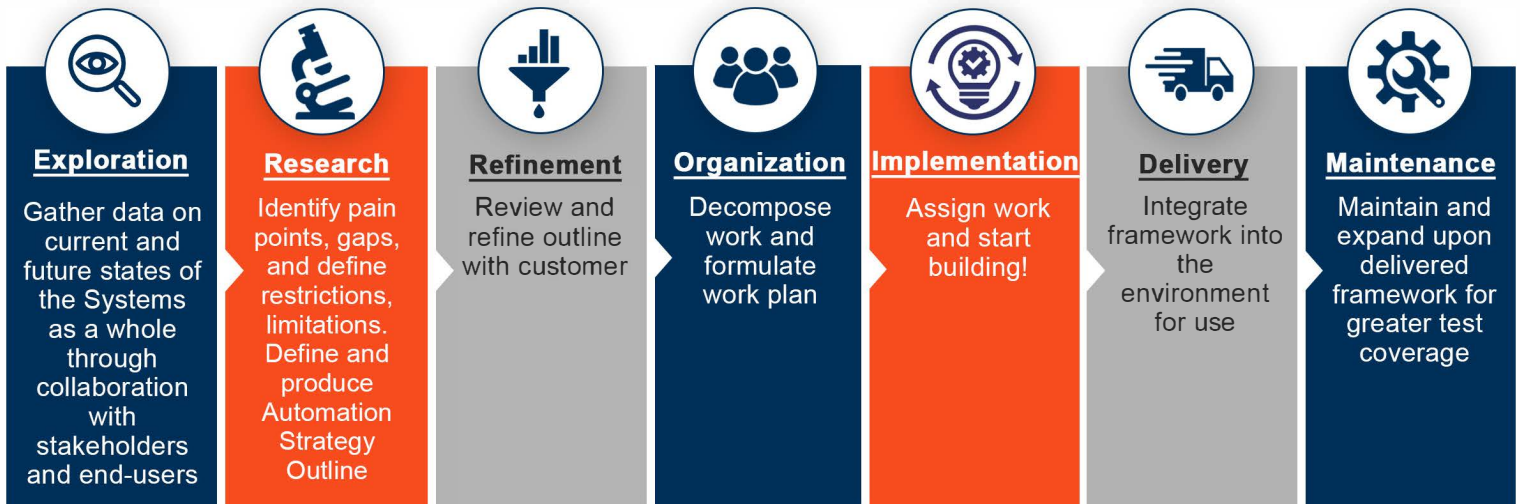 Exploration
Gather data on
current and
future states of
the Systems
as a whole
through
collaboration
with
stakeholders
and end-users
Research
Identify pain
points, gaps,
and define
restrictions,
limitations.
Define and
produce
Automation
Strategy
Outline
Refinement
Review and
refine outline
with customer
Organization
Decompose
work and
formulate
work plan
Implementation
Assign work
and start
building!
Delivery
Integrate
framework into
the
environment
for use
Maintenance
Maintain and
expand upon
delivered
framework for
greater test
coverage